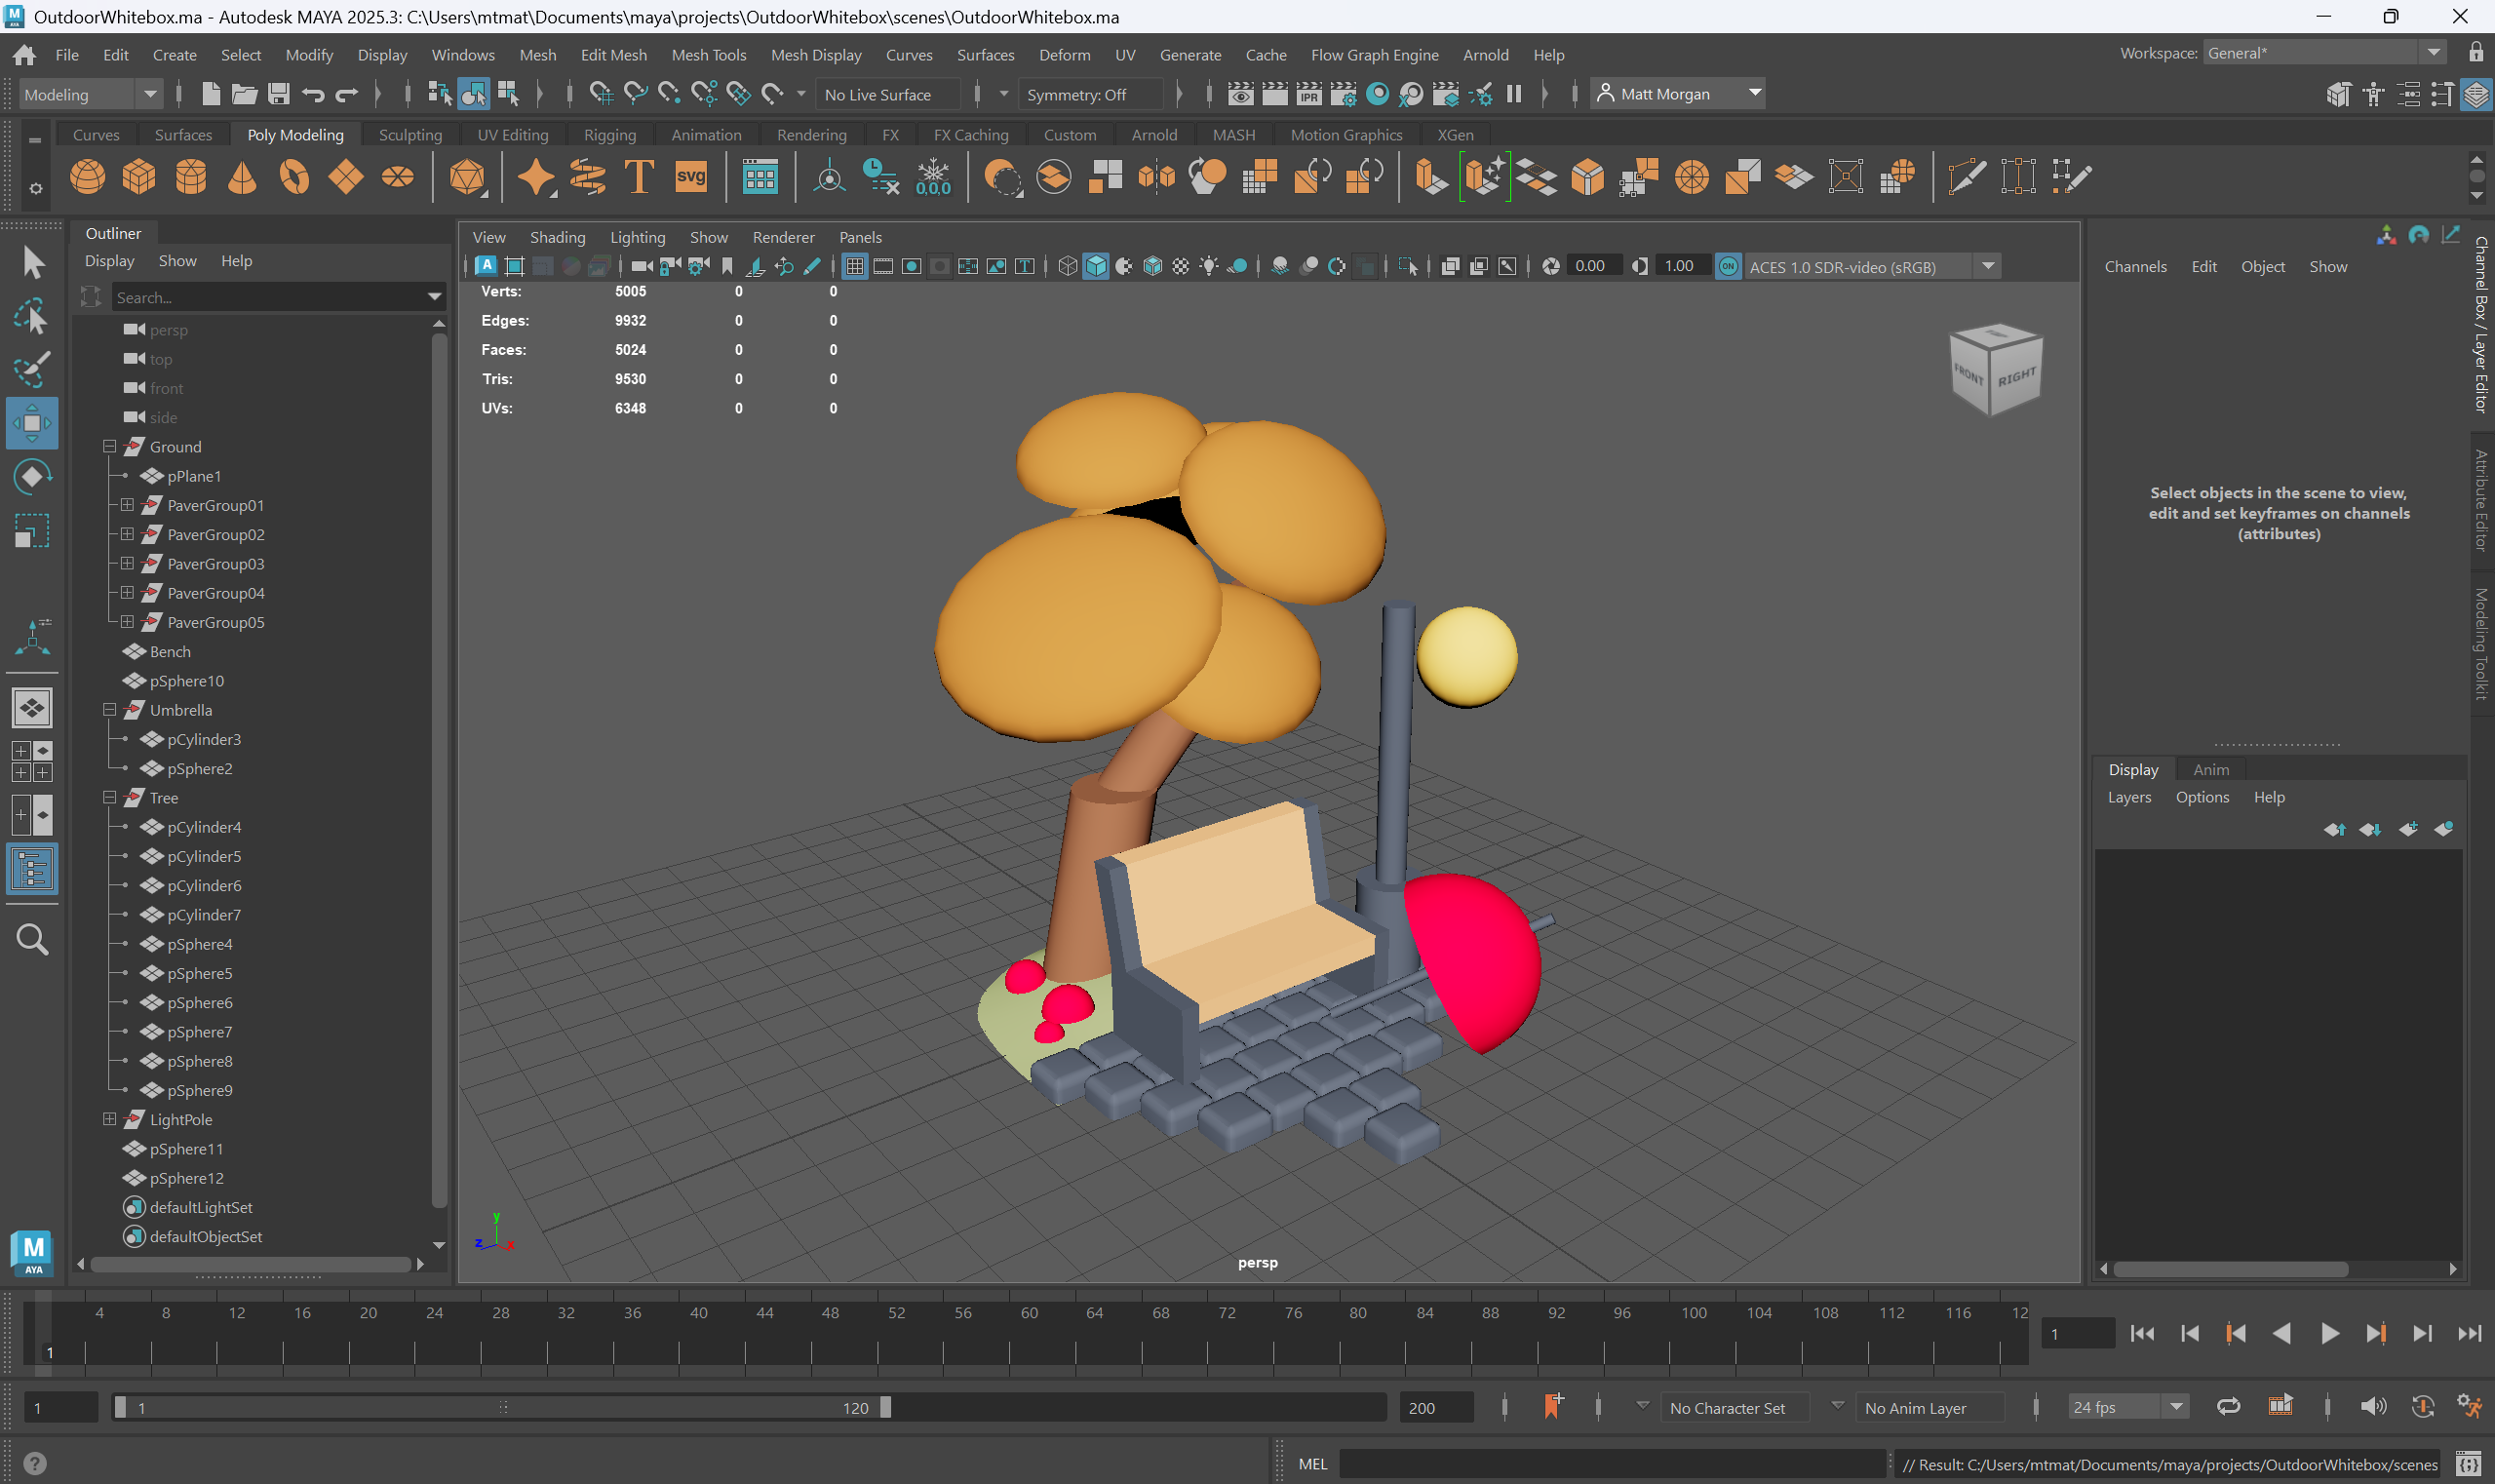 OutdoorWhitebox.ma - Autodesk MAYA 2025.3: C:\Users\mtmat\Documents\maya\projects\OutdoorWhitebox\scenes\OutdoorWhitebox.ma
File Edit Create Select Modify Display Windows Mesh Edit Mesh Mesh Tools Mesh Display Curves Surfaces Deform UV Generate Cache Flow Graph Engine Arnold Help
Workspace: General*
Modeling No Live Surface Symmetry: Off IPR Matt Morgan
Curves Surfaces Poly Modeling Sculpting UV Editing Rigging Animation Rendering FX FX Caching Custom Arnold MASH Motion Graphics XGen
T svg 0,0,0
Outliner
Display Show Help
Search...
persp
top
front
side
Ground
pPlane1
PaverGroup01
PaverGroup02
PaverGroup03
PaverGroup04
PaverGroup05
Bench
pSphere10
Umbrella
pCylinder3
pSphere2
Tree
pCylinder4
pCylinder5
pCylinder6
pCylinder7
pSphere4
pSphere5
pSphere6
pSphere7
pSphere8
pSphere9
LightPole
pSphere11
pSphere12
defaultLightSet
defaultObjectSet
M
AYA
View Shading Lighting Show Renderer Panels
0.00 1.00 ON ACES 1.0 SDR-video (sRGB)
Verts: 5005 0 0
Edges: 9932 0 0
Faces: 5024 0 0
Tris: 9530 0 0
UVs: 6348 0 0
FRONT RIGHT
y
z x
persp
Channels Edit Object Show
Select objects in the scene to view,
edit and set keyframes on channels
(attributes)
Display Anim
Layers Options Help
Channel Box / Layer Editor
Attribute Editor
Modeling Toolkit
4 8 12 16 20 24 28 32 36 40 44 48 52 56 60 64 68 72 76 80 84 88 92 96 100 104 108 112 116 12
1
1
1 1 120 200 No Character Set No Anim Layer 24 fps
MEL // Result: C:/Users/mtmat/Documents/maya/projects/OutdoorWhitebox/scenes